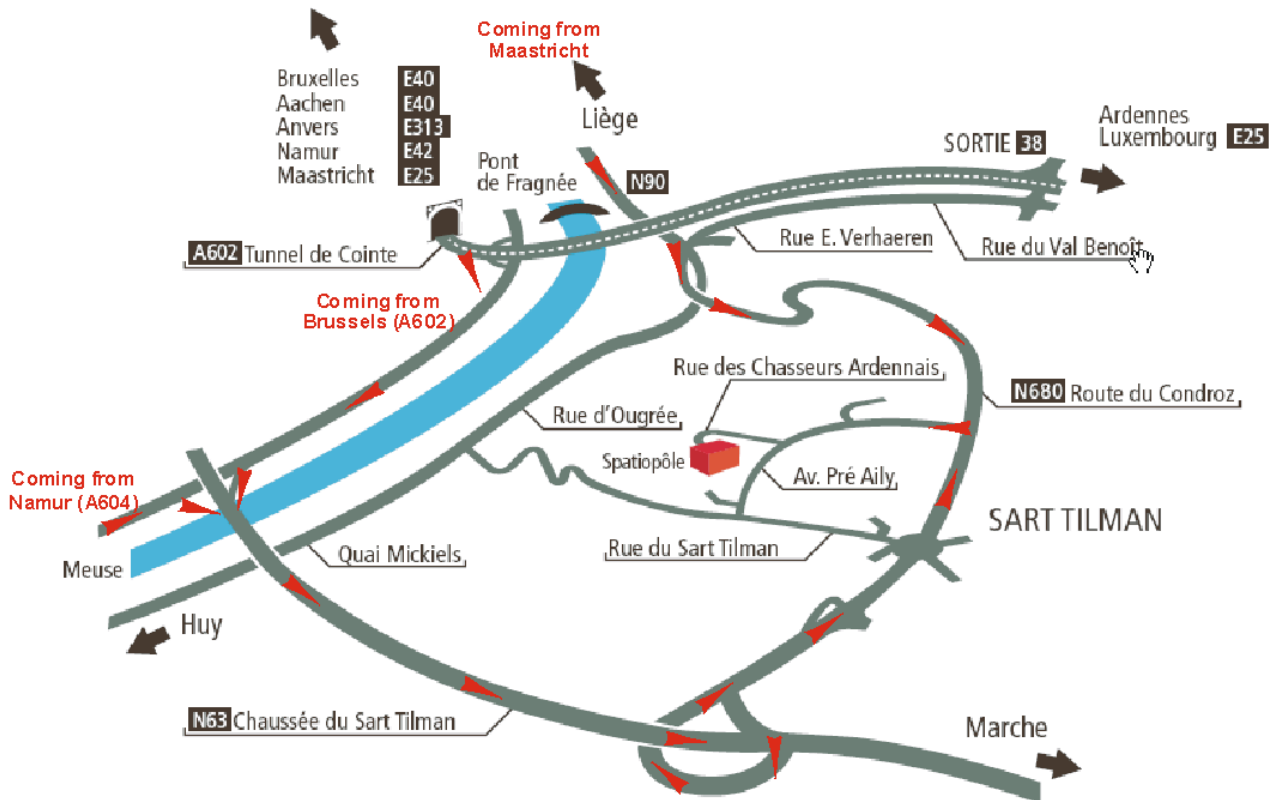 Coming from
Maastricht
Bruxelles E40
Aachen E40
Anvers E313
Namur E42
Maastricht E25
Liège
Pont
de Fragnée
N90
SORTIE 38
Ardennes
Luxembourg E25
A602 Tunnel de Cointe
Rue E. Verhaeren
Rue du Val Benoît
Coming from
Brussels (A602)
Rue des Chasseurs Ardennais
N680 Route du Condroz
Rue d'Ougrée
Spatiopôle
Av. Pré Aily
Coming from
Namur (A604)
SART TILMAN
Quai Mickiels
Rue du Sart Tilman
Meuse
Huy
N63 Chaussée du Sart Tilman
Marche